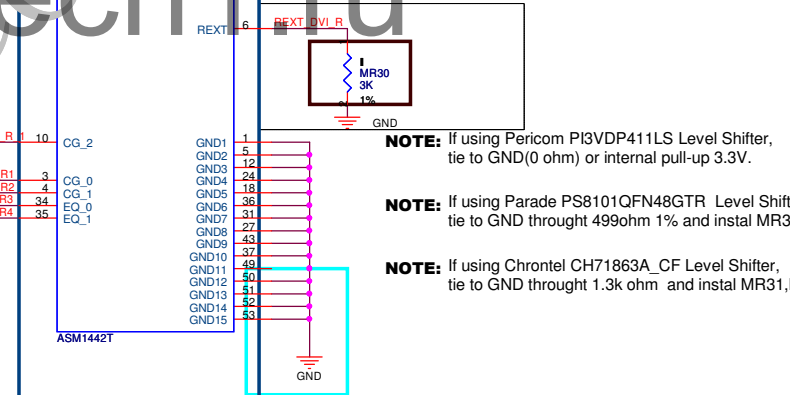 REXT 6 REXT_DVI_R
MR30
3K
1%
2
GND
R_1 10 CG_2
R1 3 CG_0
R2 4 CG_1
R3 34 EQ_0
R4 35 EQ_1
GND1 1
GND2 5
GND3 12
GND4 24
GND5 18
GND6 36
GND7 31
GND8 27
GND9 43
GND10 37
GND11 49
GND12 50
GND13 51
GND14 52
GND15 53
ASM1442T
GND
NOTE: If using Pericom PI3VDP411LS Level Shifter,
tie to GND(0 ohm) or internal pull-up 3.3V.
NOTE: If using Parade PS8101QFN48GTR Level Shift
tie to GND throught 499ohm 1% and instal MR3
NOTE: If using Chrontel CH71863A_CF Level Shifter,
tie to GND throught 1.3k ohm and instal MR31,